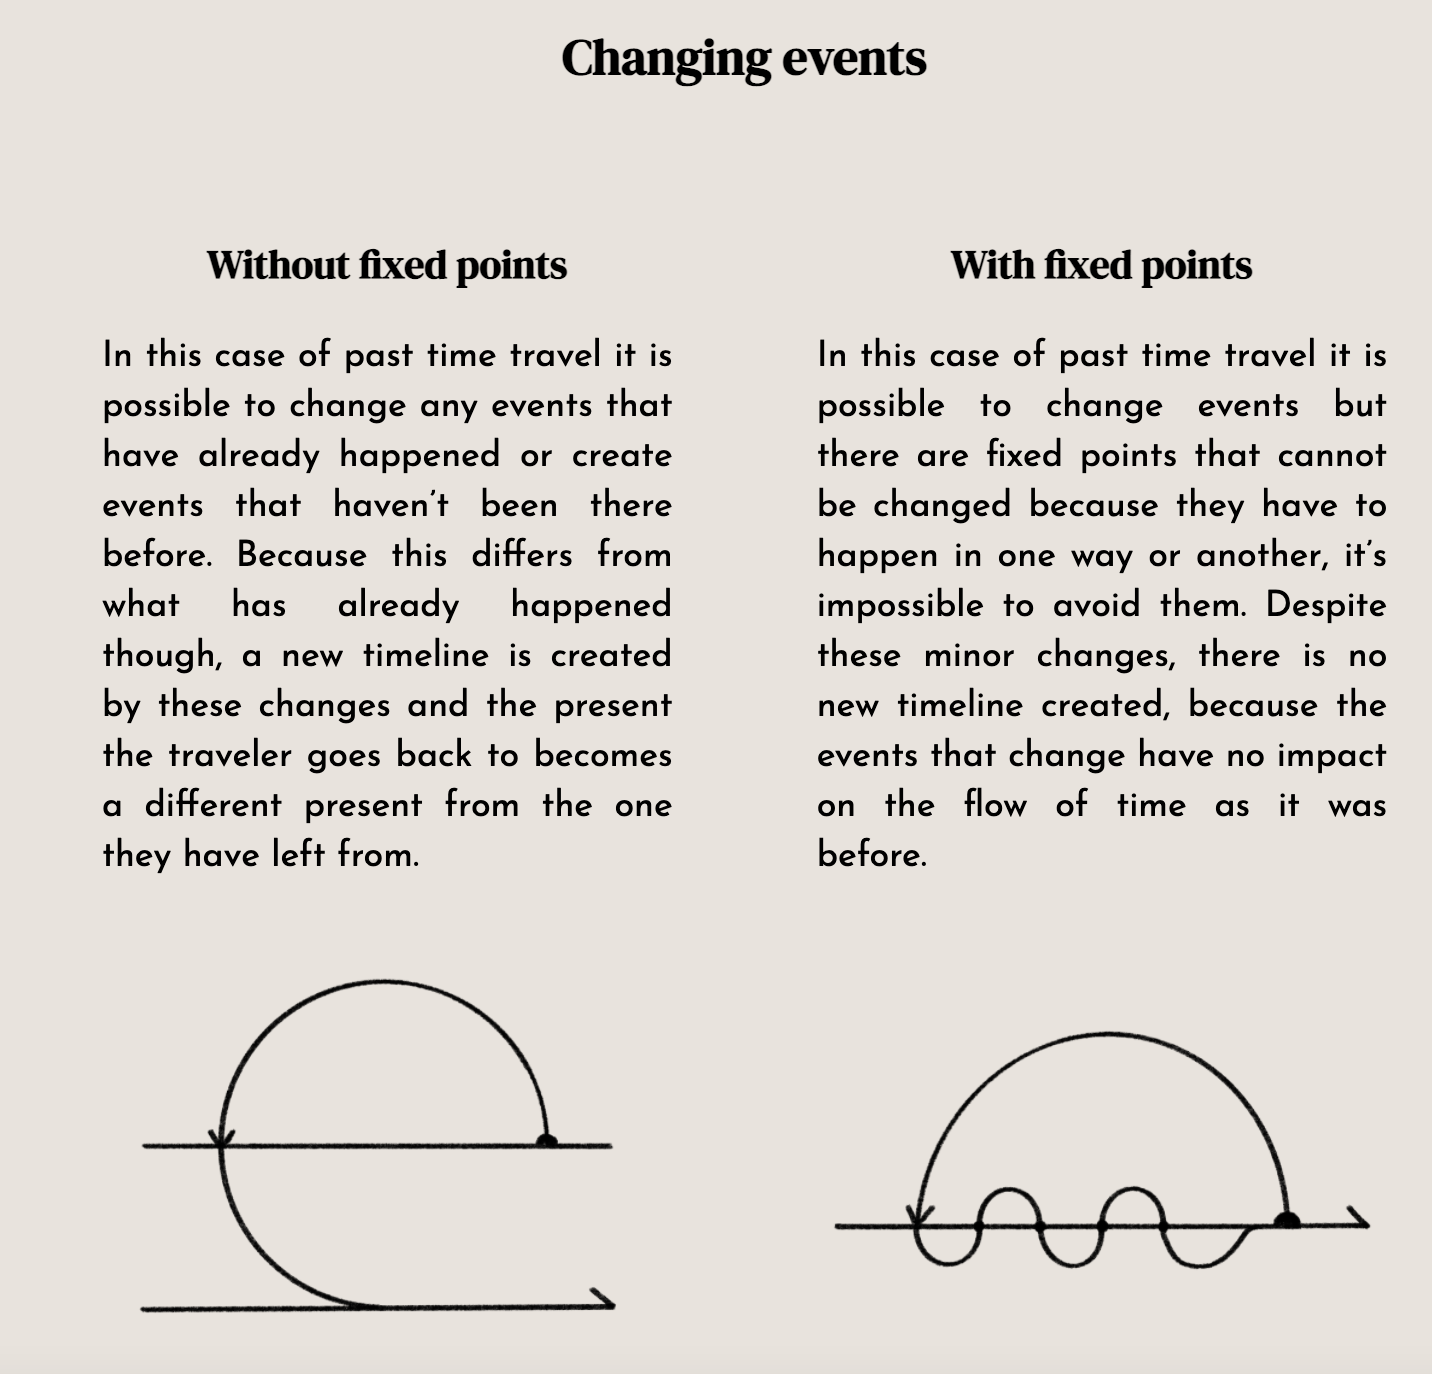 Changing events
Without fixed points
In this case of past time travel it is
possible to change any events that
have already happened or create
events that haven't been there
before. Because this differs from
what has already happened
though, a new timeline is created
by these changes and the present
the traveler goes back to becomes
a different present from the one
they have left from.
With fixed points
In this case of past time travel it is
possible to change events but
there are fixed points that cannot
be changed because they have to
happen in one way or another, it's
impossible to avoid them. Despite
these minor changes, there is no
new timeline created, because the
events that change have no impact
on the flow of time as it was
before.